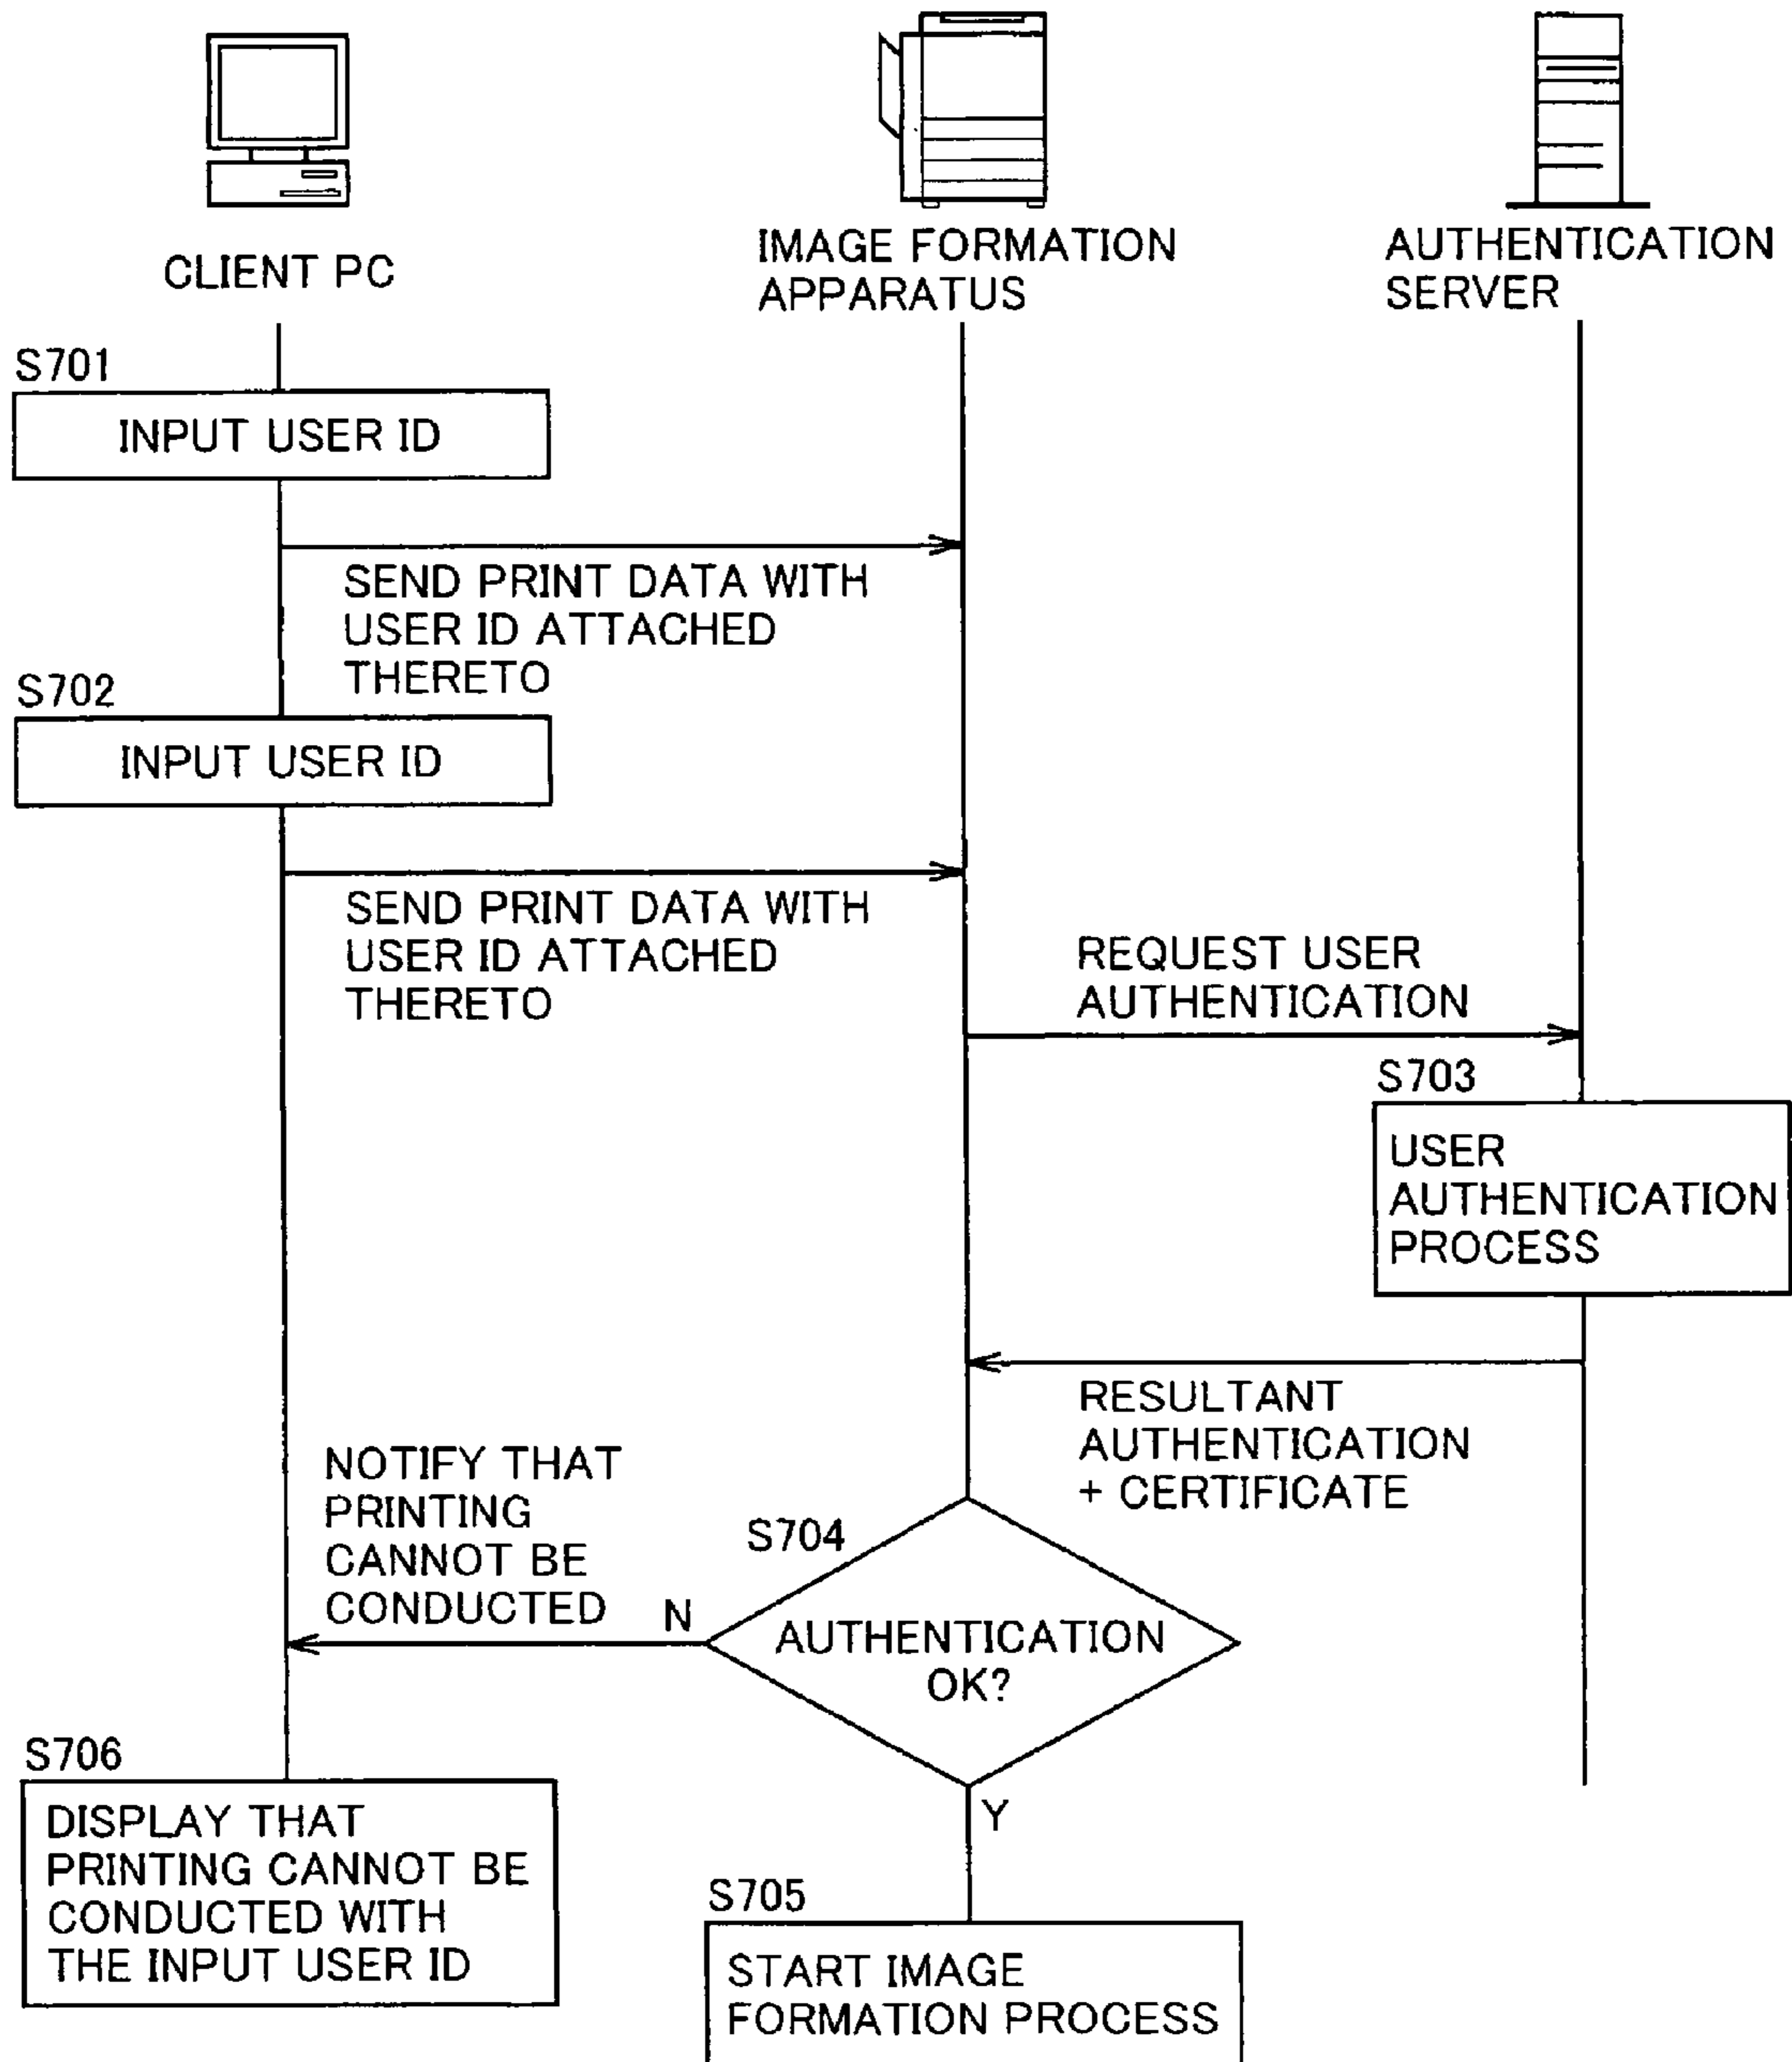 CLIENT PC
IMAGE FORMATION
APPARATUS
AUTHENTICATION
SERVER
S701
INPUT USER ID
SEND PRINT DATA WITH
USER ID ATTACHED
THERETO
S702
INPUT USER ID
SEND PRINT DATA WITH
USER ID ATTACHED
THERETO
REQUEST USER
AUTHENTICATION
S703
USER
AUTHENTICATION
PROCESS
RESULTANT
AUTHENTICATION
+ CERTIFICATE
NOTIFY THAT
PRINTING
CANNOT BE
CONDUCTED
S704
N
AUTHENTICATION
OK?
Y
S706
DISPLAY THAT
PRINTING CANNOT BE
CONDUCTED WITH
THE INPUT USER ID
S705
START IMAGE
FORMATION PROCESS